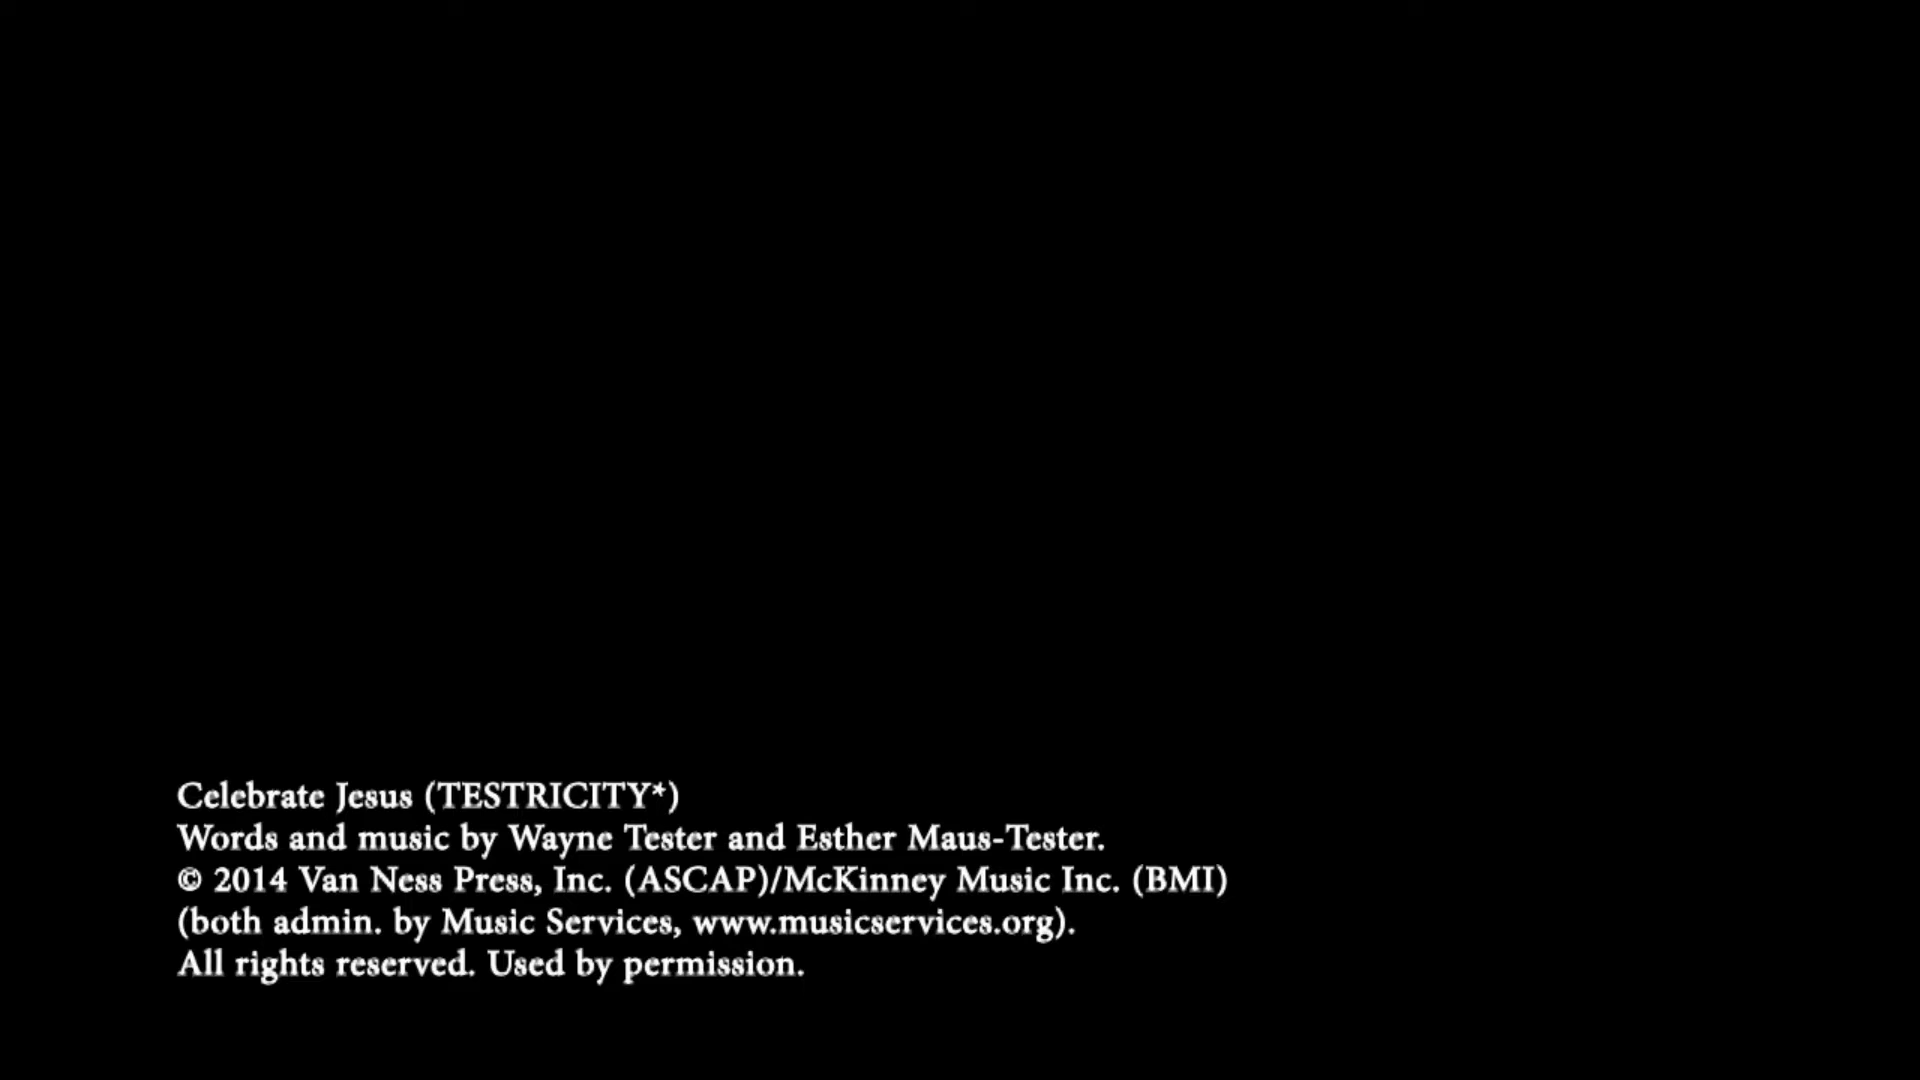 Celebrate Jesus (TESTRICITY*)
Words and music by Wayne Tester and Esther Maus-Tester.
© 2014 Van Ness Press, Inc. (ASCAP)/McKinney Music Inc. (BMI)
(both admin. by Music Services, www.musicservices.org).
All rights reserved. Used by permission.